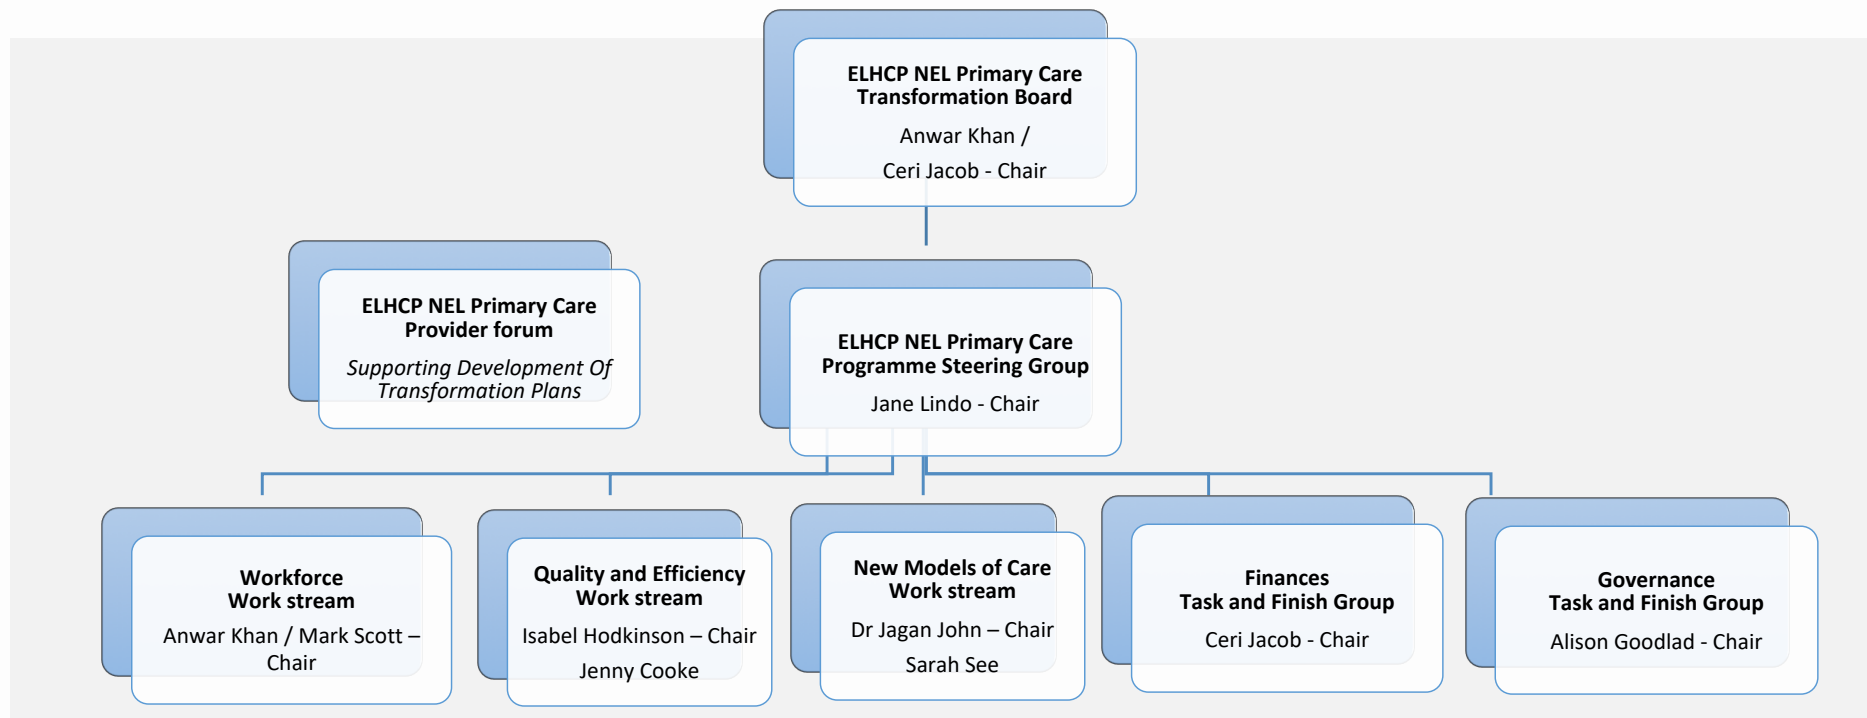 ELHCP NEL Primary Care
Transformation Board
Anwar Khan /
Ceri Jacob - Chair
ELHCP NEL Primary Care
Provider forum
Supporting Development Of
Transformation Plans
ELHCP NEL Primary Care
Programme Steering Group
Jane Lindo - Chair
Workforce
Work stream
Anwar Khan / Mark Scott –
Chair
Quality and Efficiency
Work stream
Isabel Hodkinson – Chair
Jenny Cooke
New Models of Care
Work stream
Dr Jagan John – Chair
Sarah See
Finances
Task and Finish Group
Ceri Jacob - Chair
Governance
Task and Finish Group
Alison Goodlad - Chair